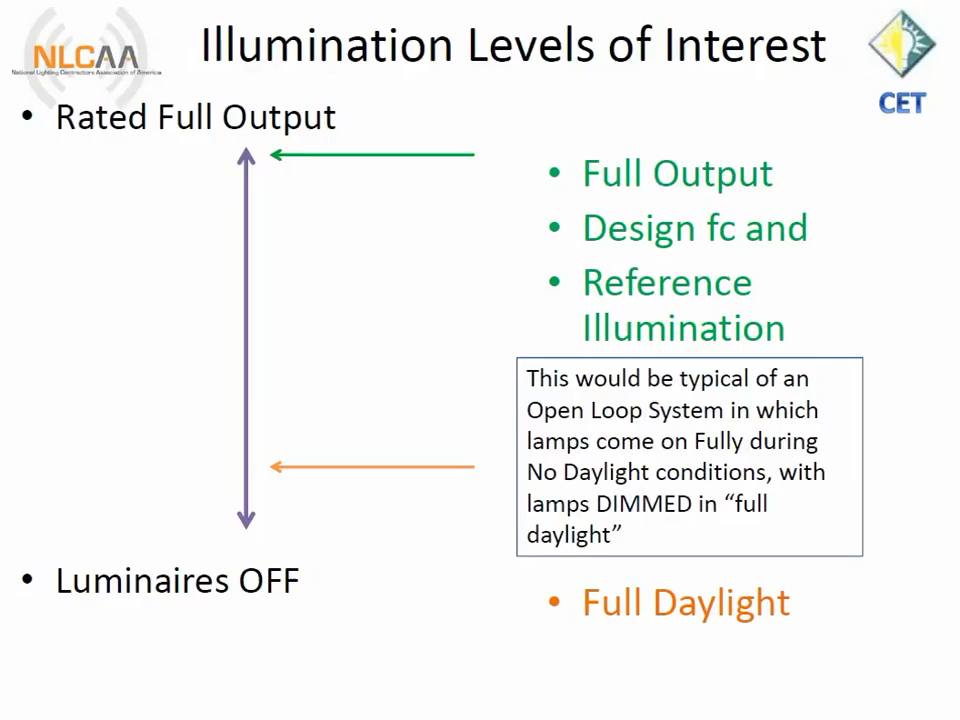 NLCAA
National Lighting Contractors Association of America
Illumination Levels of Interest
CET
• Rated Full Output
• Full Output
• Design fc and
• Reference
Illumination
This would be typical of an
Open Loop System in which
lamps come on Fully during
No Daylight conditions, with
lamps DIMMED in “full
daylight”
• Luminaires OFF
• Full Daylight